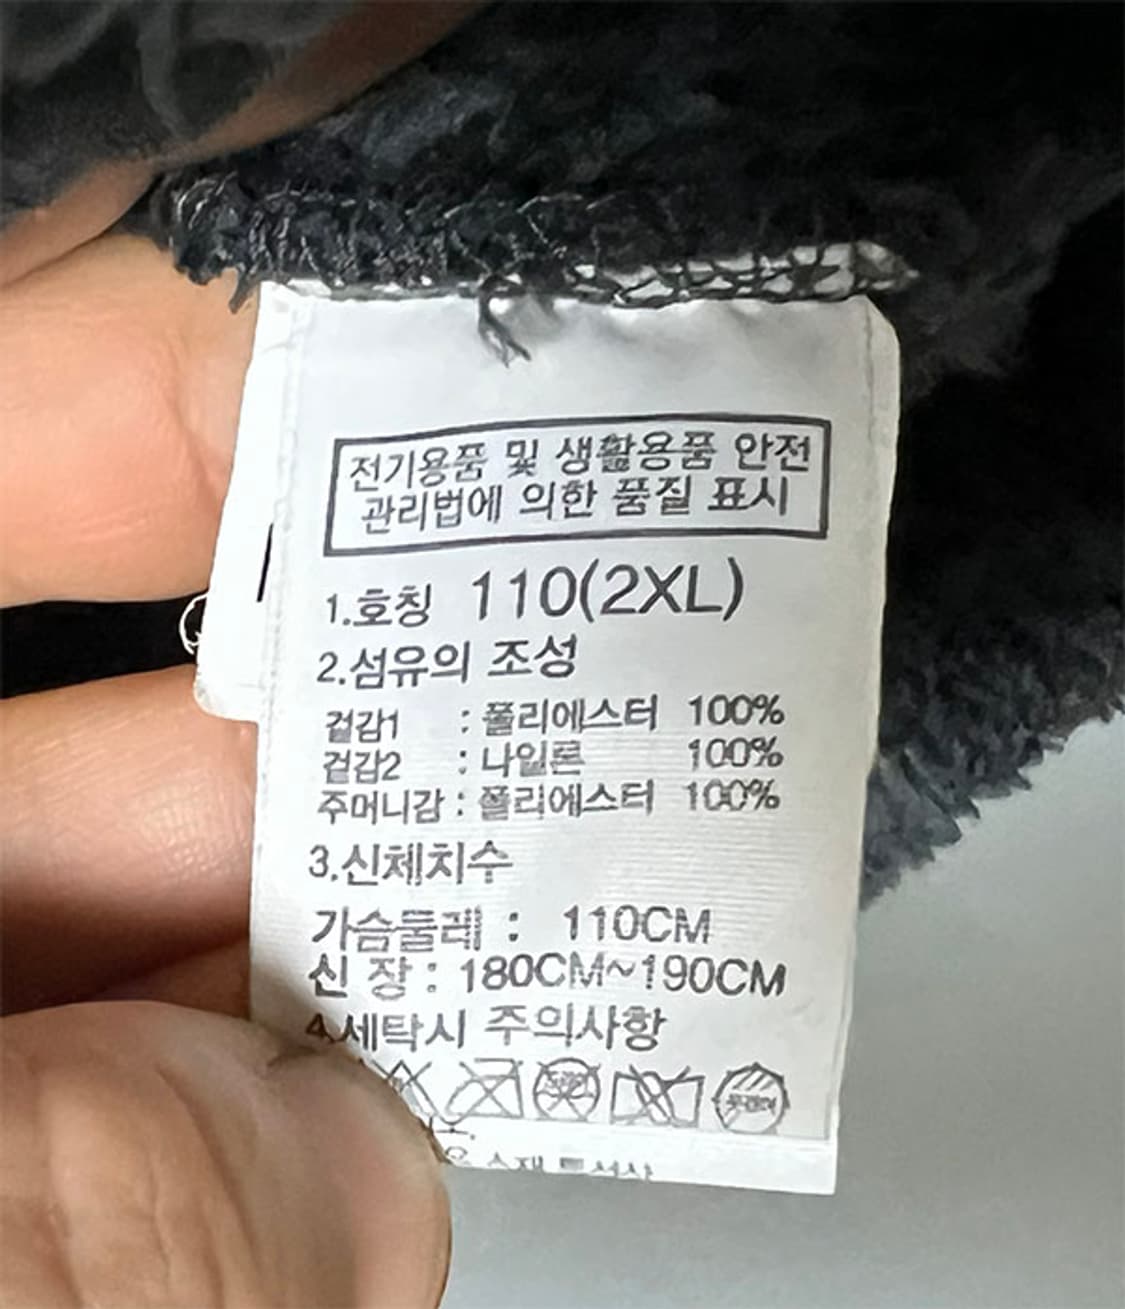 전기용품 및 생활용품 안전
관리법에 의한 품질 표시
1.호칭 110(2XL)
2.섬유의 조성
겉감1 : 폴리에스터 100%
겉감2 : 나일론 100%
주머니감 : 폴리에스터 100%
3.신체치수
가슴둘레 : 110CM
신 장 : 180CM~190CM
4.세탁시 주의사항